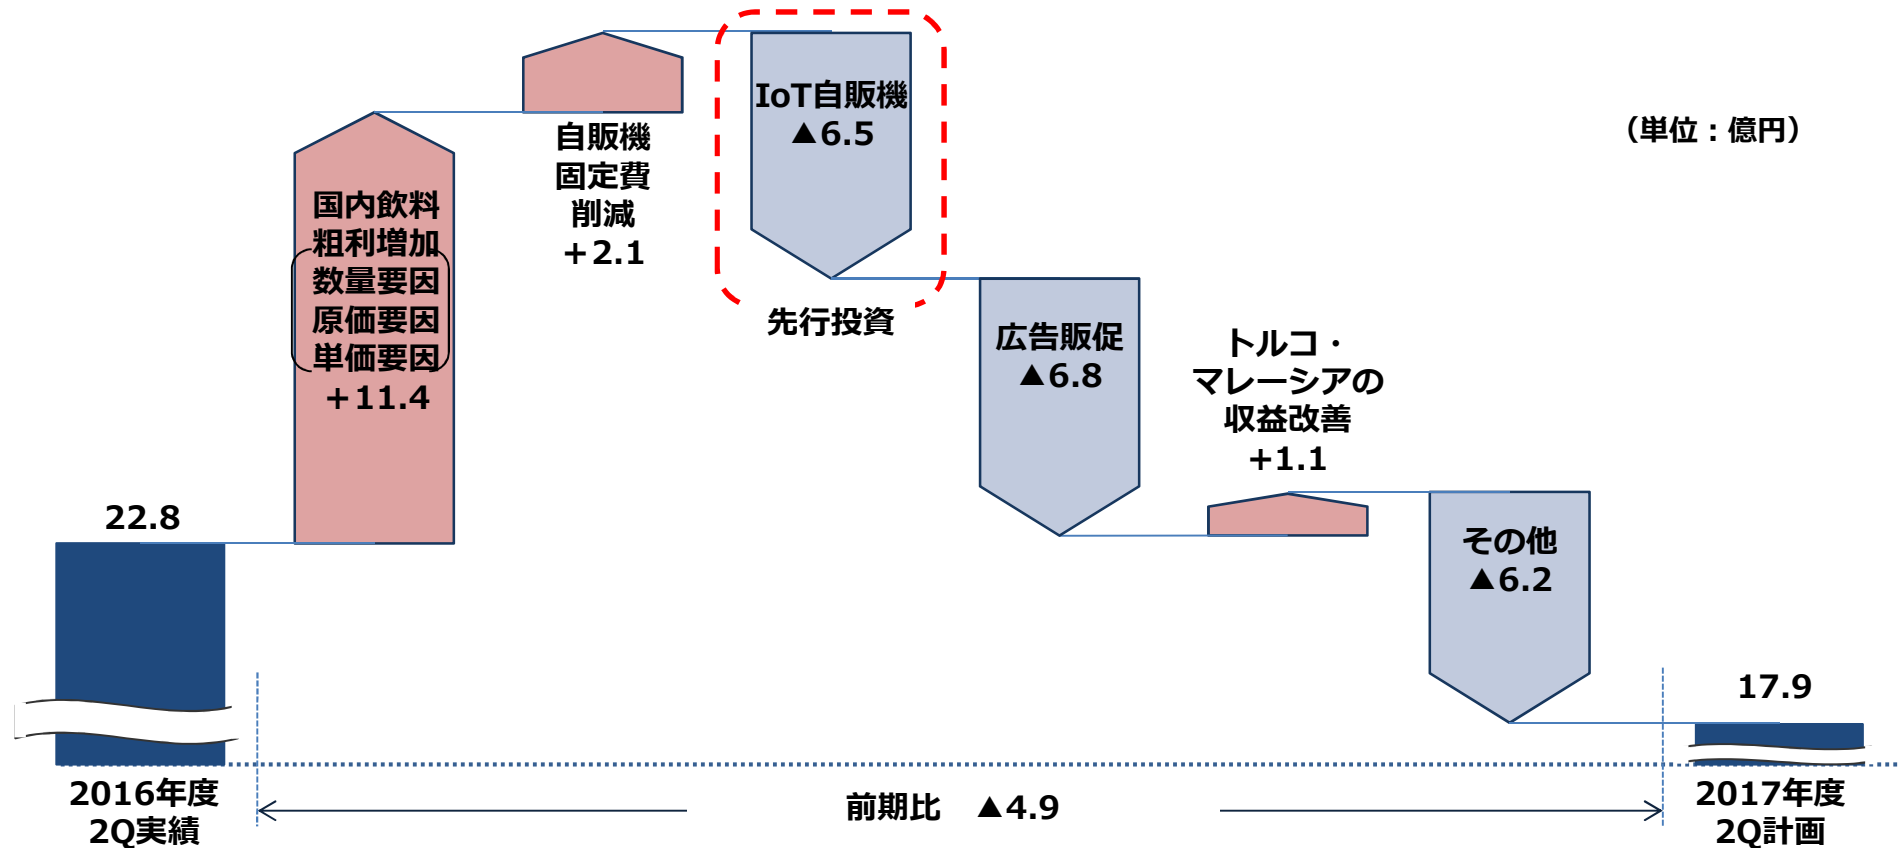 (単位:億円)
22.8
2016年度
2Q実績
国内飲料
粗利増加
数量要因
原価要因
単価要因
+11.4
自販機
固定費
削減
+2.1
IoT自販機
▲6.5
先行投資
広告販促
▲6.8
トルコ・
マレーシアの
収益改善
+1.1
その他
▲6.2
17.9
2017年度
2Q計画
前期比 ▲4.9